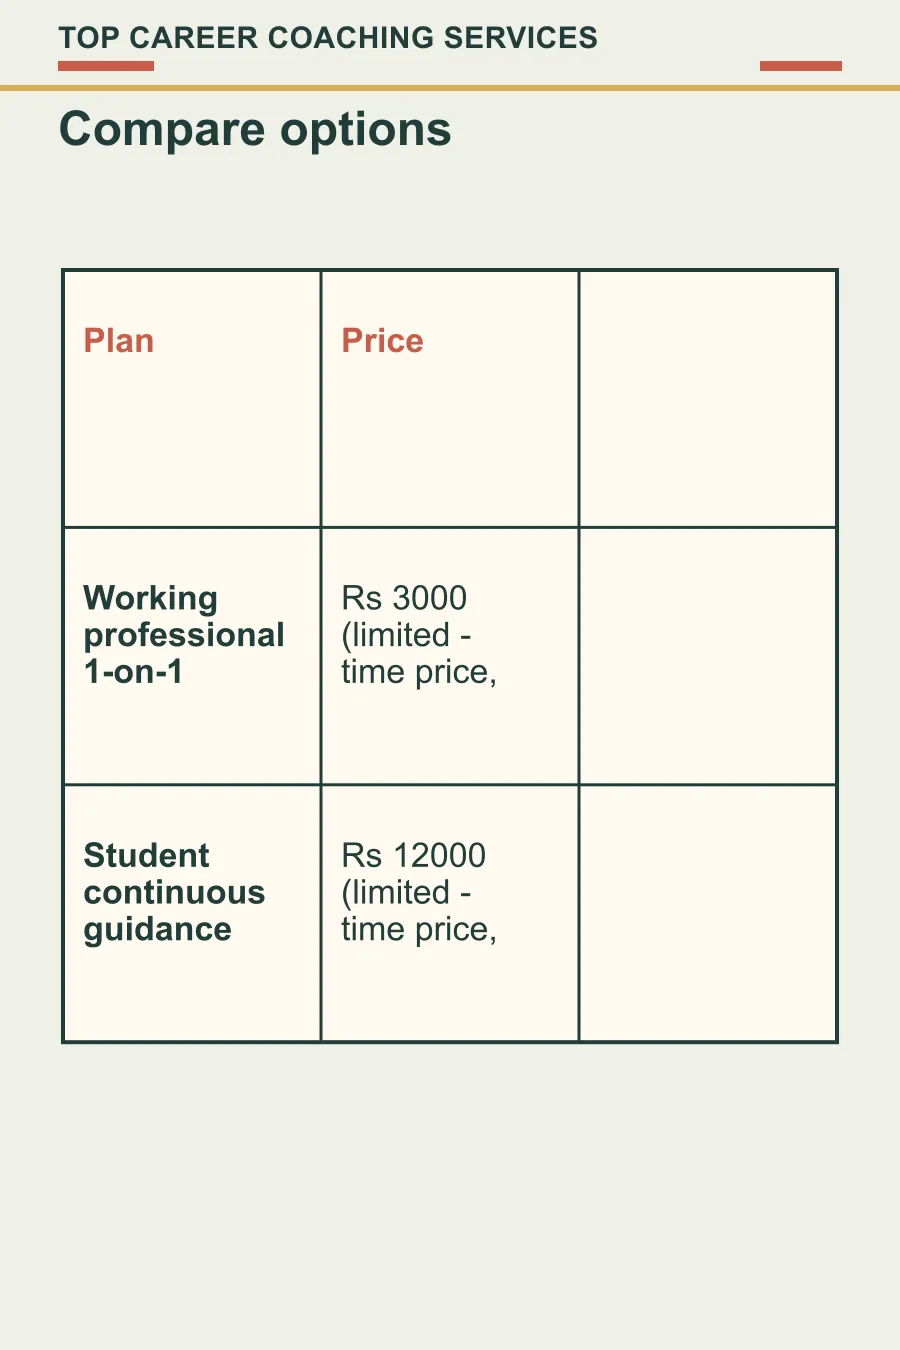 TOP CAREER COACHING SERVICES
Compare options
Plan
Price
Working
professional
1-on-1
Rs 3000
(limited -
time price,
Student
continuous
guidance
Rs 12000
(limited -
time price,